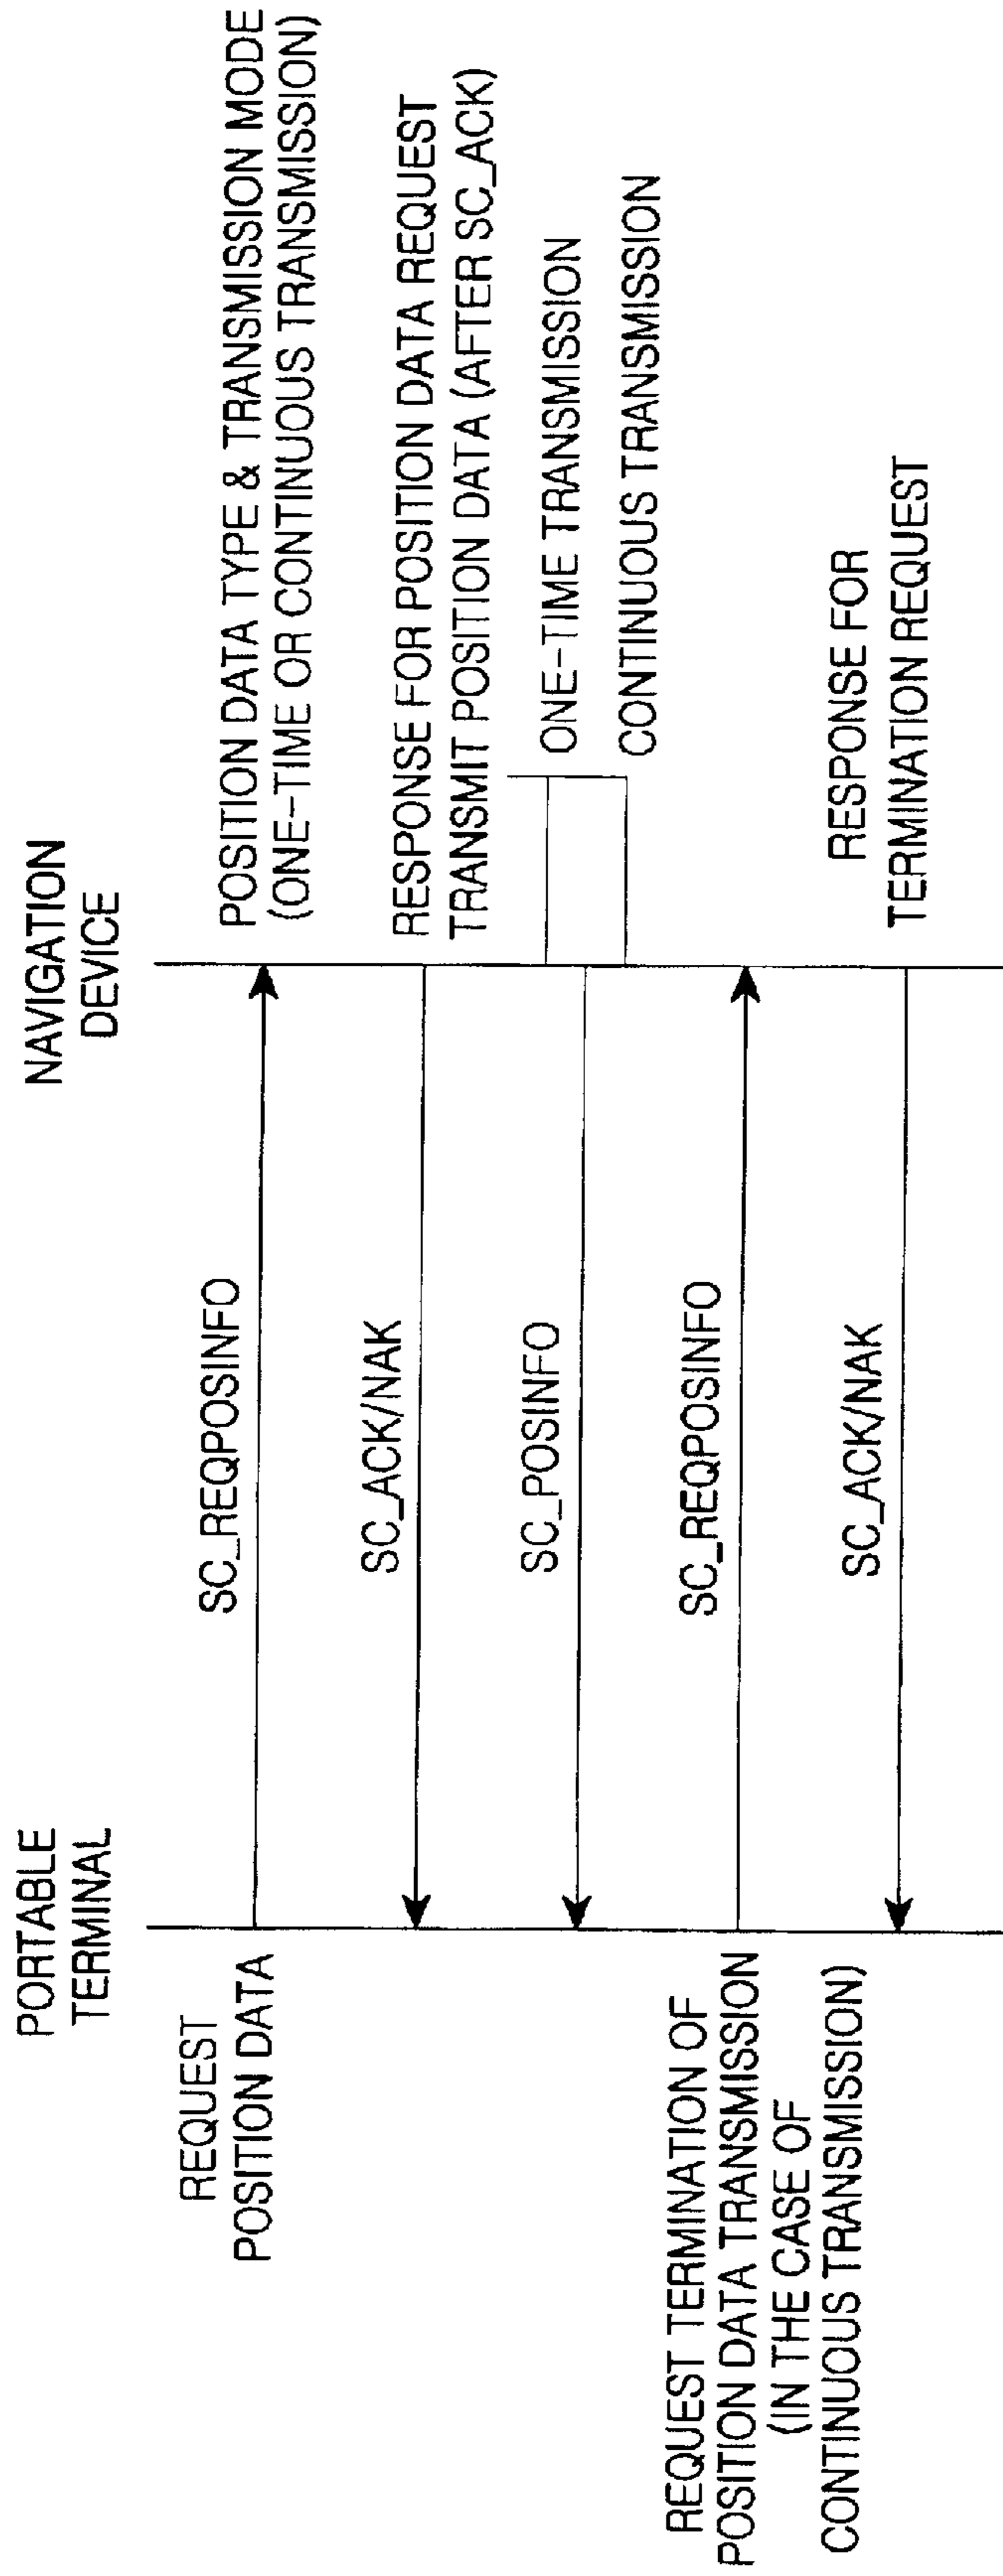 PORTABLE
TERMINAL
NAVIGATION
DEVICE
REQUEST
POSITION DATA
SC_REQPOSINFO
POSITION DATA TYPE & TRANSMISSION MODE
(ONE-TIME OR CONTINUOUS TRANSMISSION)
SC_ACK/NAK
RESPONSE FOR POSITION DATA REQUEST
TRANSMIT POSITION DATA (AFTER SC_ACK)
SC_POSINFO
ONE-TIME TRANSMISSION
CONTINUOUS TRANSMISSION
REQUEST TERMINATION OF
POSITION DATA TRANSMISSION
(IN THE CASE OF
CONTINUOUS TRANSMISSION)
SC_REQPOSINFO
SC_ACK/NAK
RESPONSE FOR
TERMINATION REQUEST